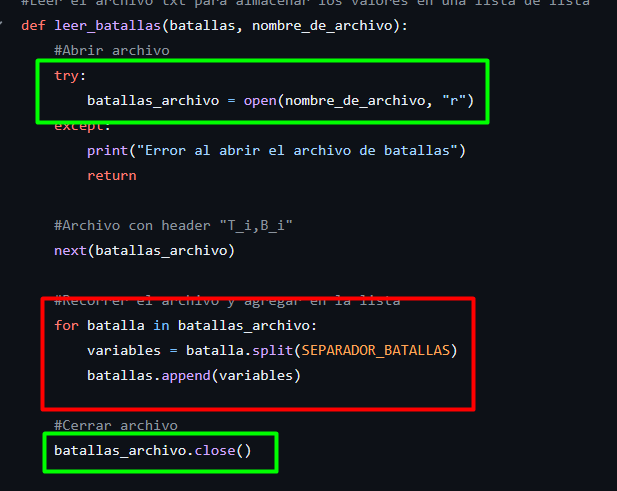 #Leer el archivo txt para almacenar los valores en una lista de lista
def leer_batallas(batallas, nombre_de_archivo):
    #Abrir archivo
    try:
        batallas_archivo = open(nombre_de_archivo, "r")
    except:
        print("Error al abrir el archivo de batallas")
        return
    #Archivo con header "T_i,B_i"
    next(batallas_archivo)
    #Recorrer el archivo y agregar en la lista
    for batalla in batallas_archivo:
        variables = batalla.split(SEPARADOR_BATALLAS)
        batallas.append(variables)
    #Cerrar archivo
    batallas_archivo.close()